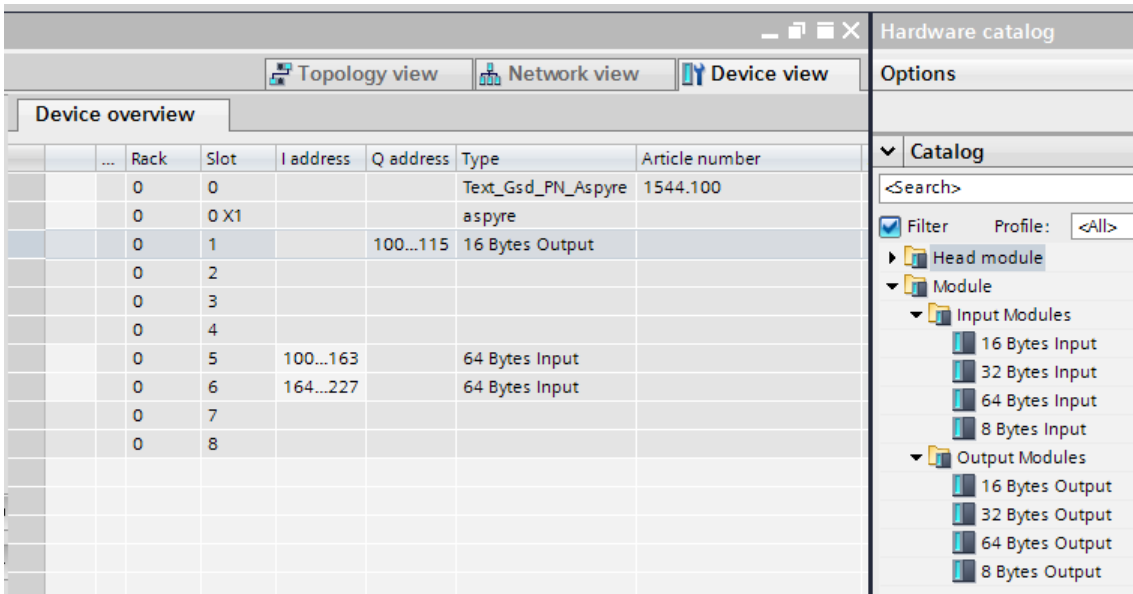 Hardware catalog
Topology view Network view Device view
Options
Device overview
... Rack Slot I address Q address Type Article number
0 0 Text_Gsd_PN_Aspyre 1544.100
0 0 X1 aspyre
0 1 100...115 16 Bytes Output
0 2
0 3
0 4
0 5 100...163 64 Bytes Input
0 6 164...227 64 Bytes Input
0 7
0 8
Catalog
<Search>
Filter Profile: <All>
Head module
Module
Input Modules
16 Bytes Input
32 Bytes Input
64 Bytes Input
8 Bytes Input
Output Modules
16 Bytes Output
32 Bytes Output
64 Bytes Output
8 Bytes Output